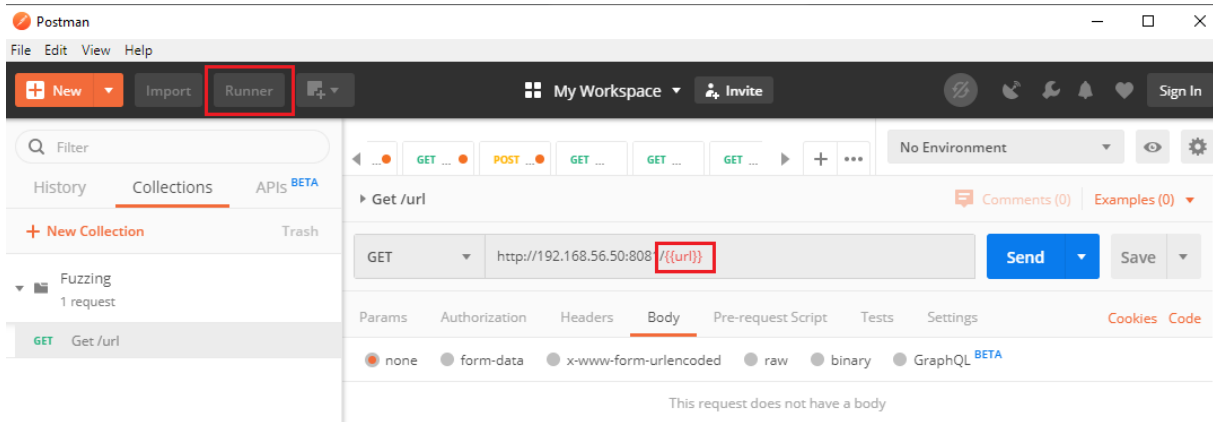 Postman
File Edit View Help
New Import Runner My Workspace Invite Sign In
Filter
History Collections APIs BETA
+ New Collection Trash
Fuzzing
1 request
GET Get /url
... GET ... POST ... GET ... GET ... GET ... + ••• No Environment
Get /url Comments (0) Examples (0)
GET http://192.168.56.50:8081/{{url}} Send Save
Params Authorization Headers Body Pre-request Script Tests Settings Cookies Code
none form-data x-www-form-urlencoded raw binary GraphQL BETA
This request does not have a body